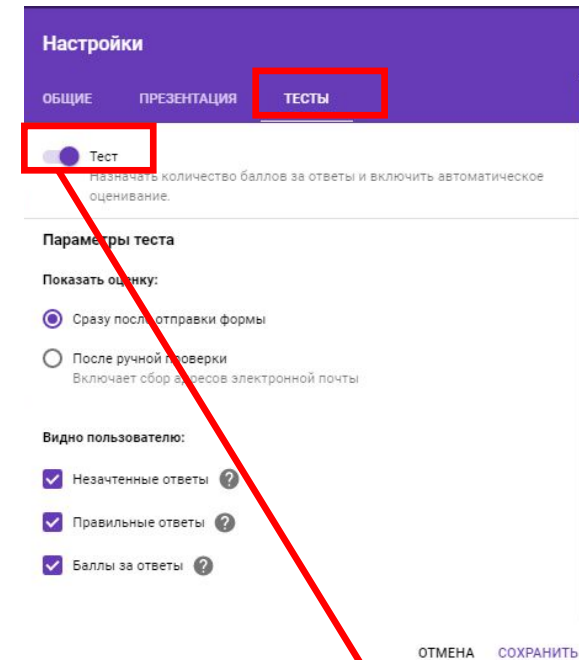 Настройки
ОБЩИЕ ПРЕЗЕНТАЦИЯ ТЕСТЫ
Тест
Назначать количество баллов за ответы и включить автоматическое
оценивание.
Параметры теста
Показать оценку:
Сразу после отправки формы
После ручной проверки
Включает сбор адресов электронной почты
Видно пользователю:
Незачтенные ответы ?
Правильные ответы ?
Баллы за ответы ?
ОТМЕНА СОХРАНИТЬ